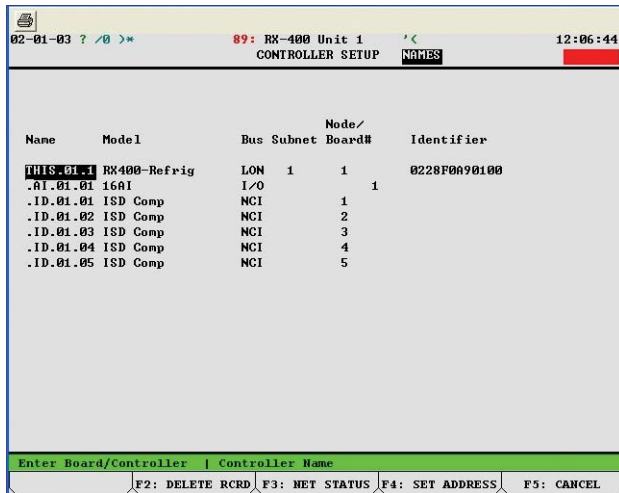 02-01-03 ? /0 )* 89: RX-400 Unit 1 '< 12:06:44
CONTROLLER SETUP NAMES
Node/
Name Model Bus Subnet Board# Identifier
THIS.01.1 RX400-Refrig LON 1 1 0228F0A90100
.AI.01.01 16AI I/O 1
.ID.01.01 ISD Comp NCI 1
.ID.01.02 ISD Comp NCI 2
.ID.01.03 ISD Comp NCI 3
.ID.01.04 ISD Comp NCI 4
.ID.01.05 ISD Comp NCI 5
Enter Board/Controller | Controller Name
F2: DELETE RCRD F3: NET STATUS F4: SET ADDRESS F5: CANCEL